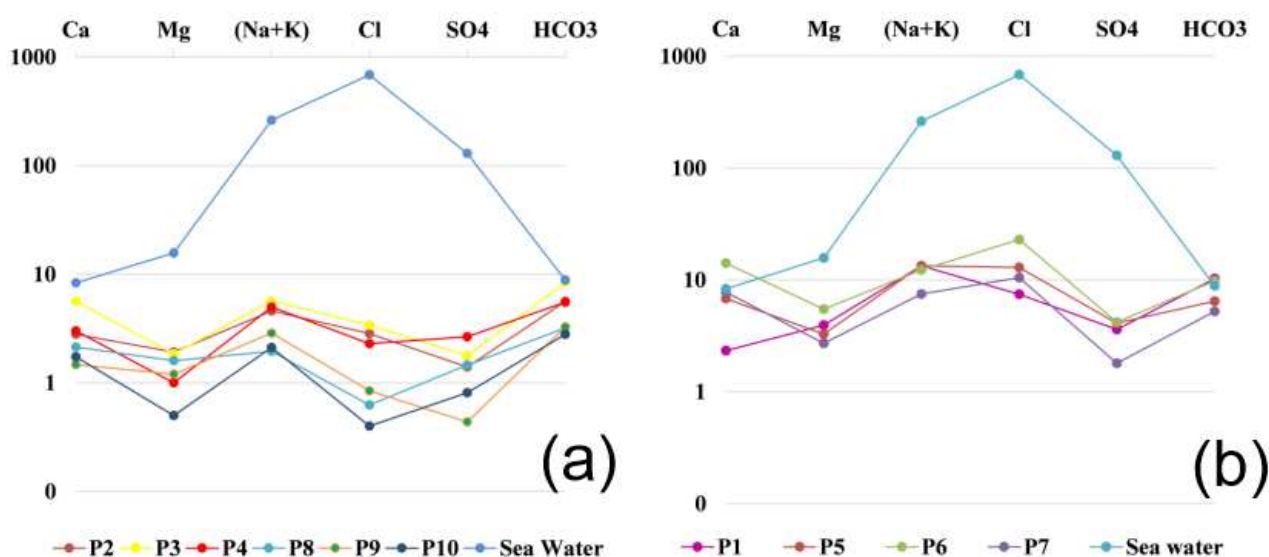 Ca Mg (Na+K) Cl SO4 HCO3
1000
100
10
1
0
(a)
P2 P3 P4 P8 P9 P10 Sea Water
Ca Mg (Na+K) Cl SO4 HCO3
1000
100
10
1
0
(b)
P1 P5 P6 P7 Sea water